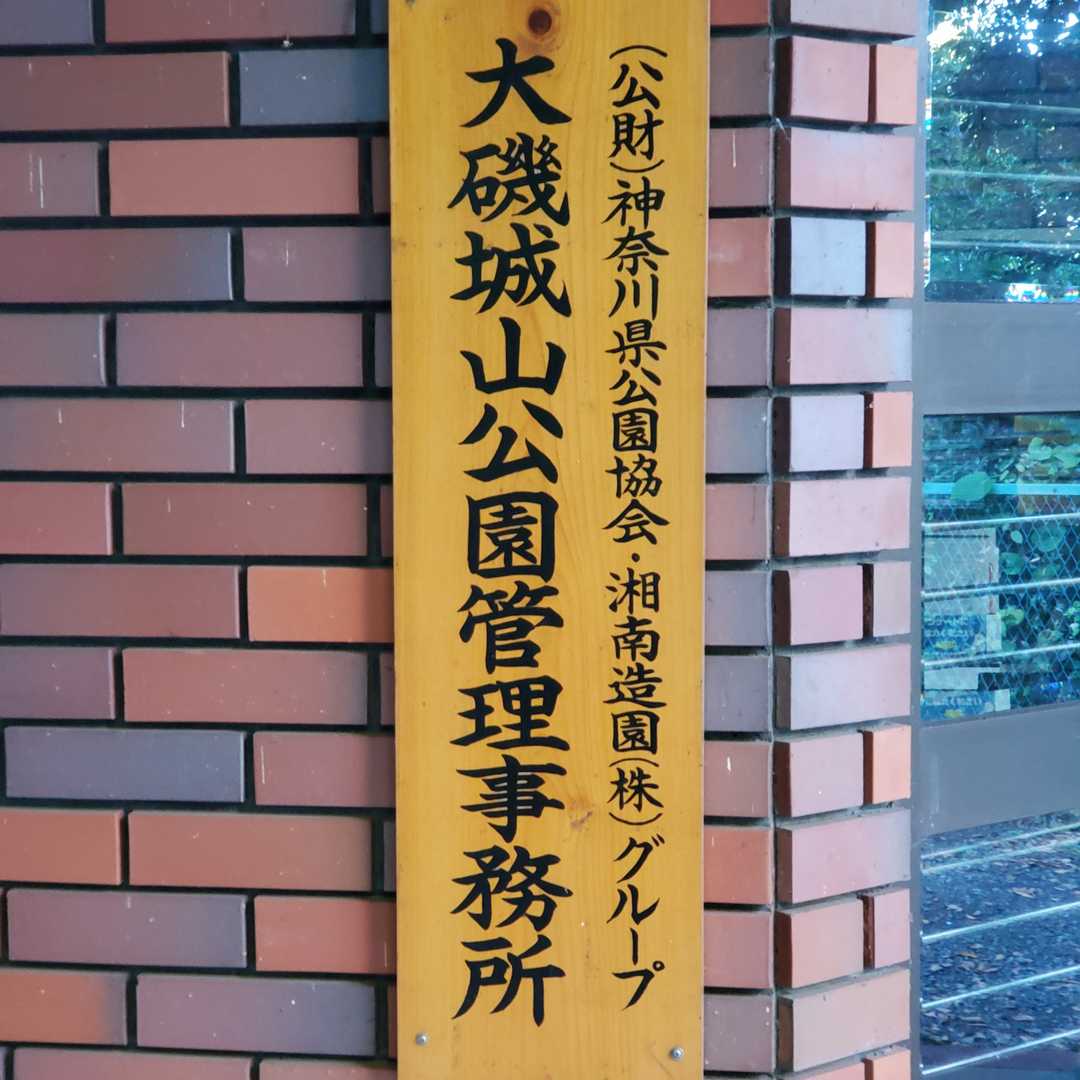 (公財)神奈川県公園協会・湘南造園(株)グループ
大磯城山公園管理事務所